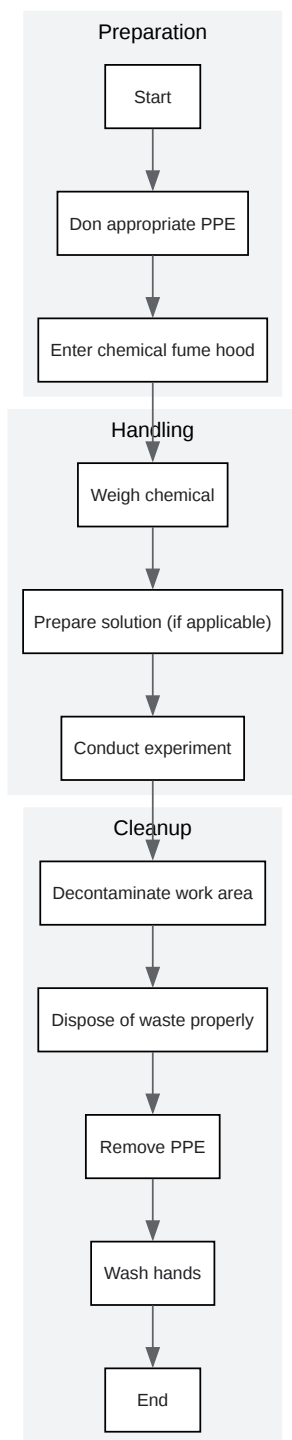 Preparation
Start
Don appropriate PPE
Enter chemical fume hood
Handling
Weigh chemical
Prepare solution (if applicable)
Conduct experiment
Cleanup
Decontaminate work area
Dispose of waste properly
Remove PPE
Wash hands
End